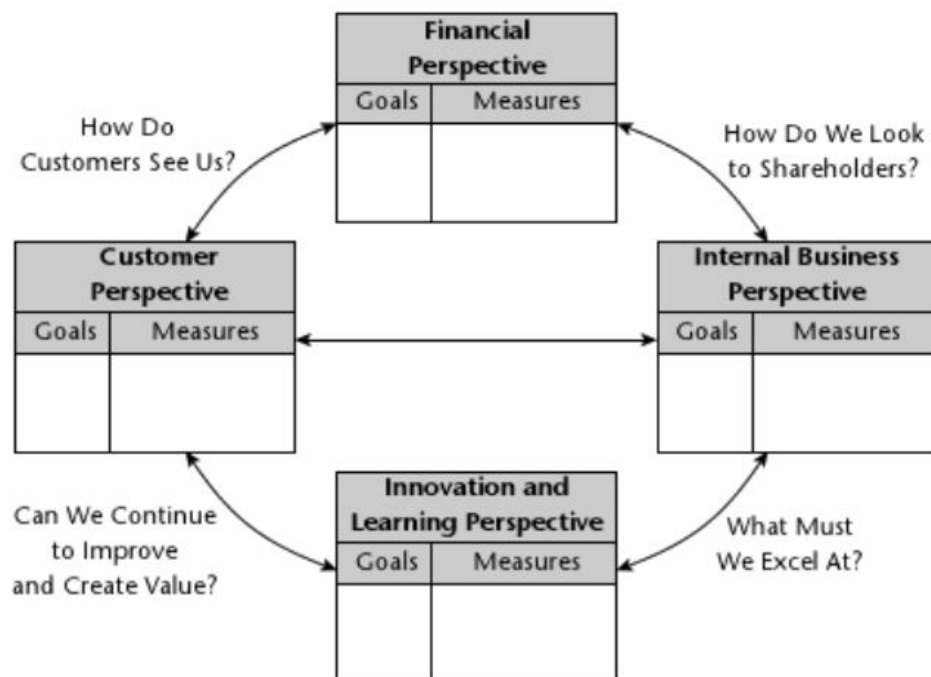 Financial
Perspective
Goals Measures
How Do
Customers See Us?
How Do We Look
to Shareholders?
Customer
Perspective
Goals Measures
Internal Business
Perspective
Goals Measures
Can We Continue
to Improve
and Create Value?
Innovation and
Learning Perspective
Goals Measures
What Must
We Excel At?